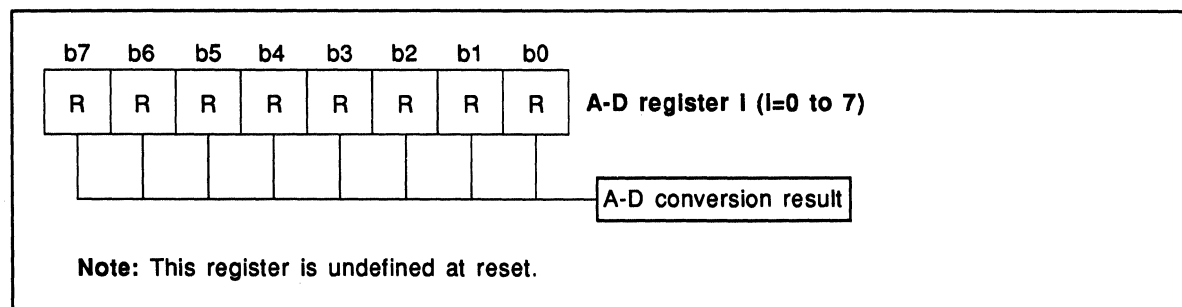 b7 b6 b5 b4 b3 b2 b1 b0
R R R R R R R R A-D register i (i=0 to 7)
A-D conversion result
Note: This register is undefined at reset.